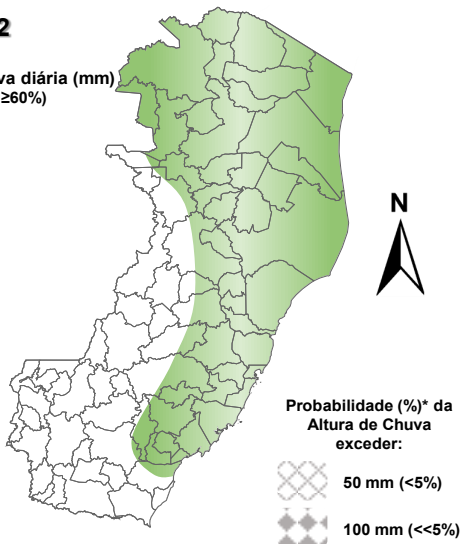 2
va diária (mm)
≥60%)
N
Probabilidade (%)* da
Altura de Chuva
exceder:
50 mm (<5%)
100 mm (<<5%)